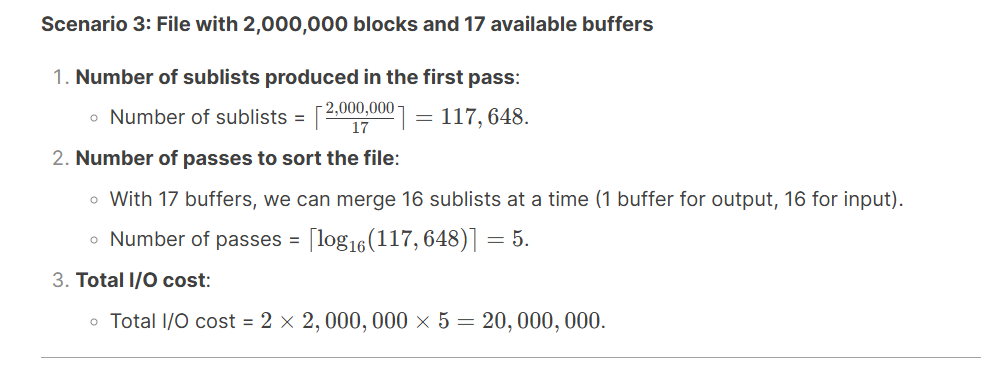 Scenario 3: File with 2,000,000 blocks and 17 available buffers
1. Number of sublists produced in the first pass:
◦ Number of sublists = ⌈2,000,000/17⌉ = 117,648.
2. Number of passes to sort the file:
◦ With 17 buffers, we can merge 16 sublists at a time (1 buffer for output, 16 for input).
◦ Number of passes = ⌈log₁₆(117,648)⌉ = 5.
3. Total I/O cost:
◦ Total I/O cost = 2 × 2,000,000 × 5 = 20,000,000.